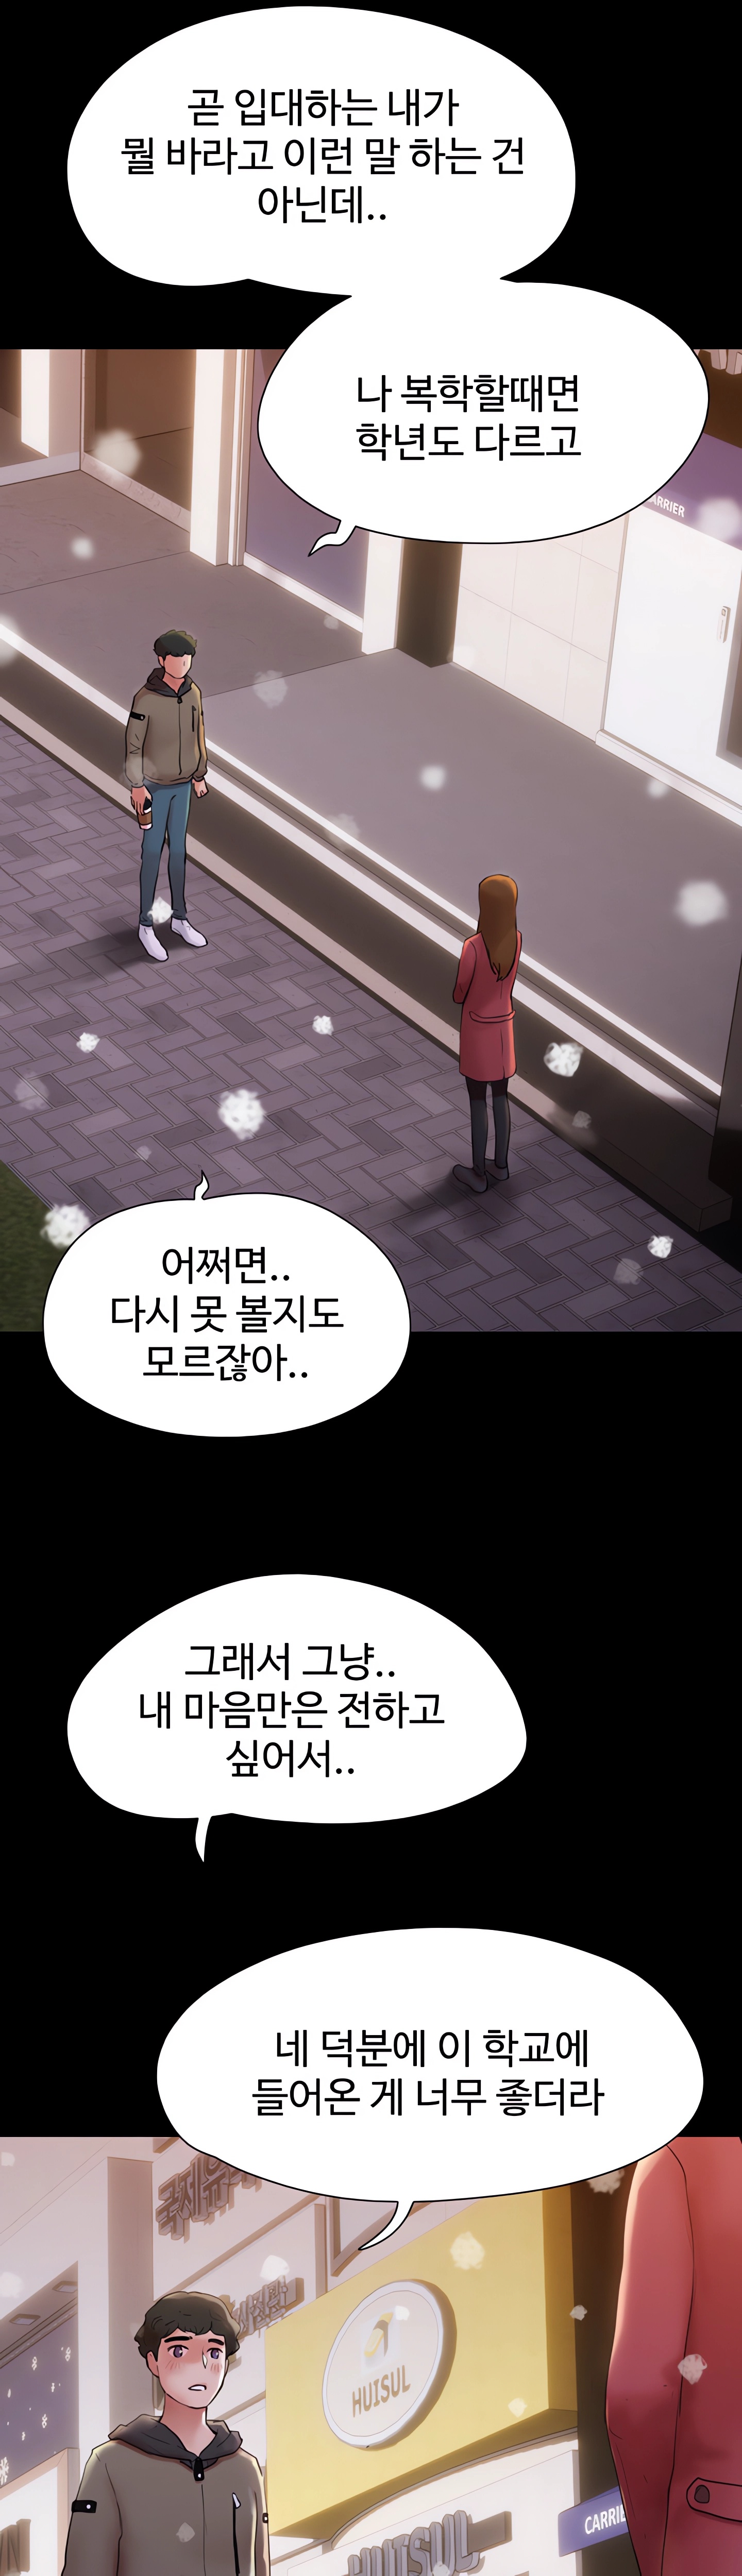 곧 입대하는 내가
뭘 바라고 이런 말 하는 건
아닌데..
나 복학할때면
학년도 다르고
ARRIER
어쩌면..
다시 못 볼지도
모르잖아..
그래서 그냥..
내 마음만은 전하고
싶어서..
네 덕분에 이 학교에
들어온 게 너무 좋더라
HUISUL
CARRIE
HUISUL